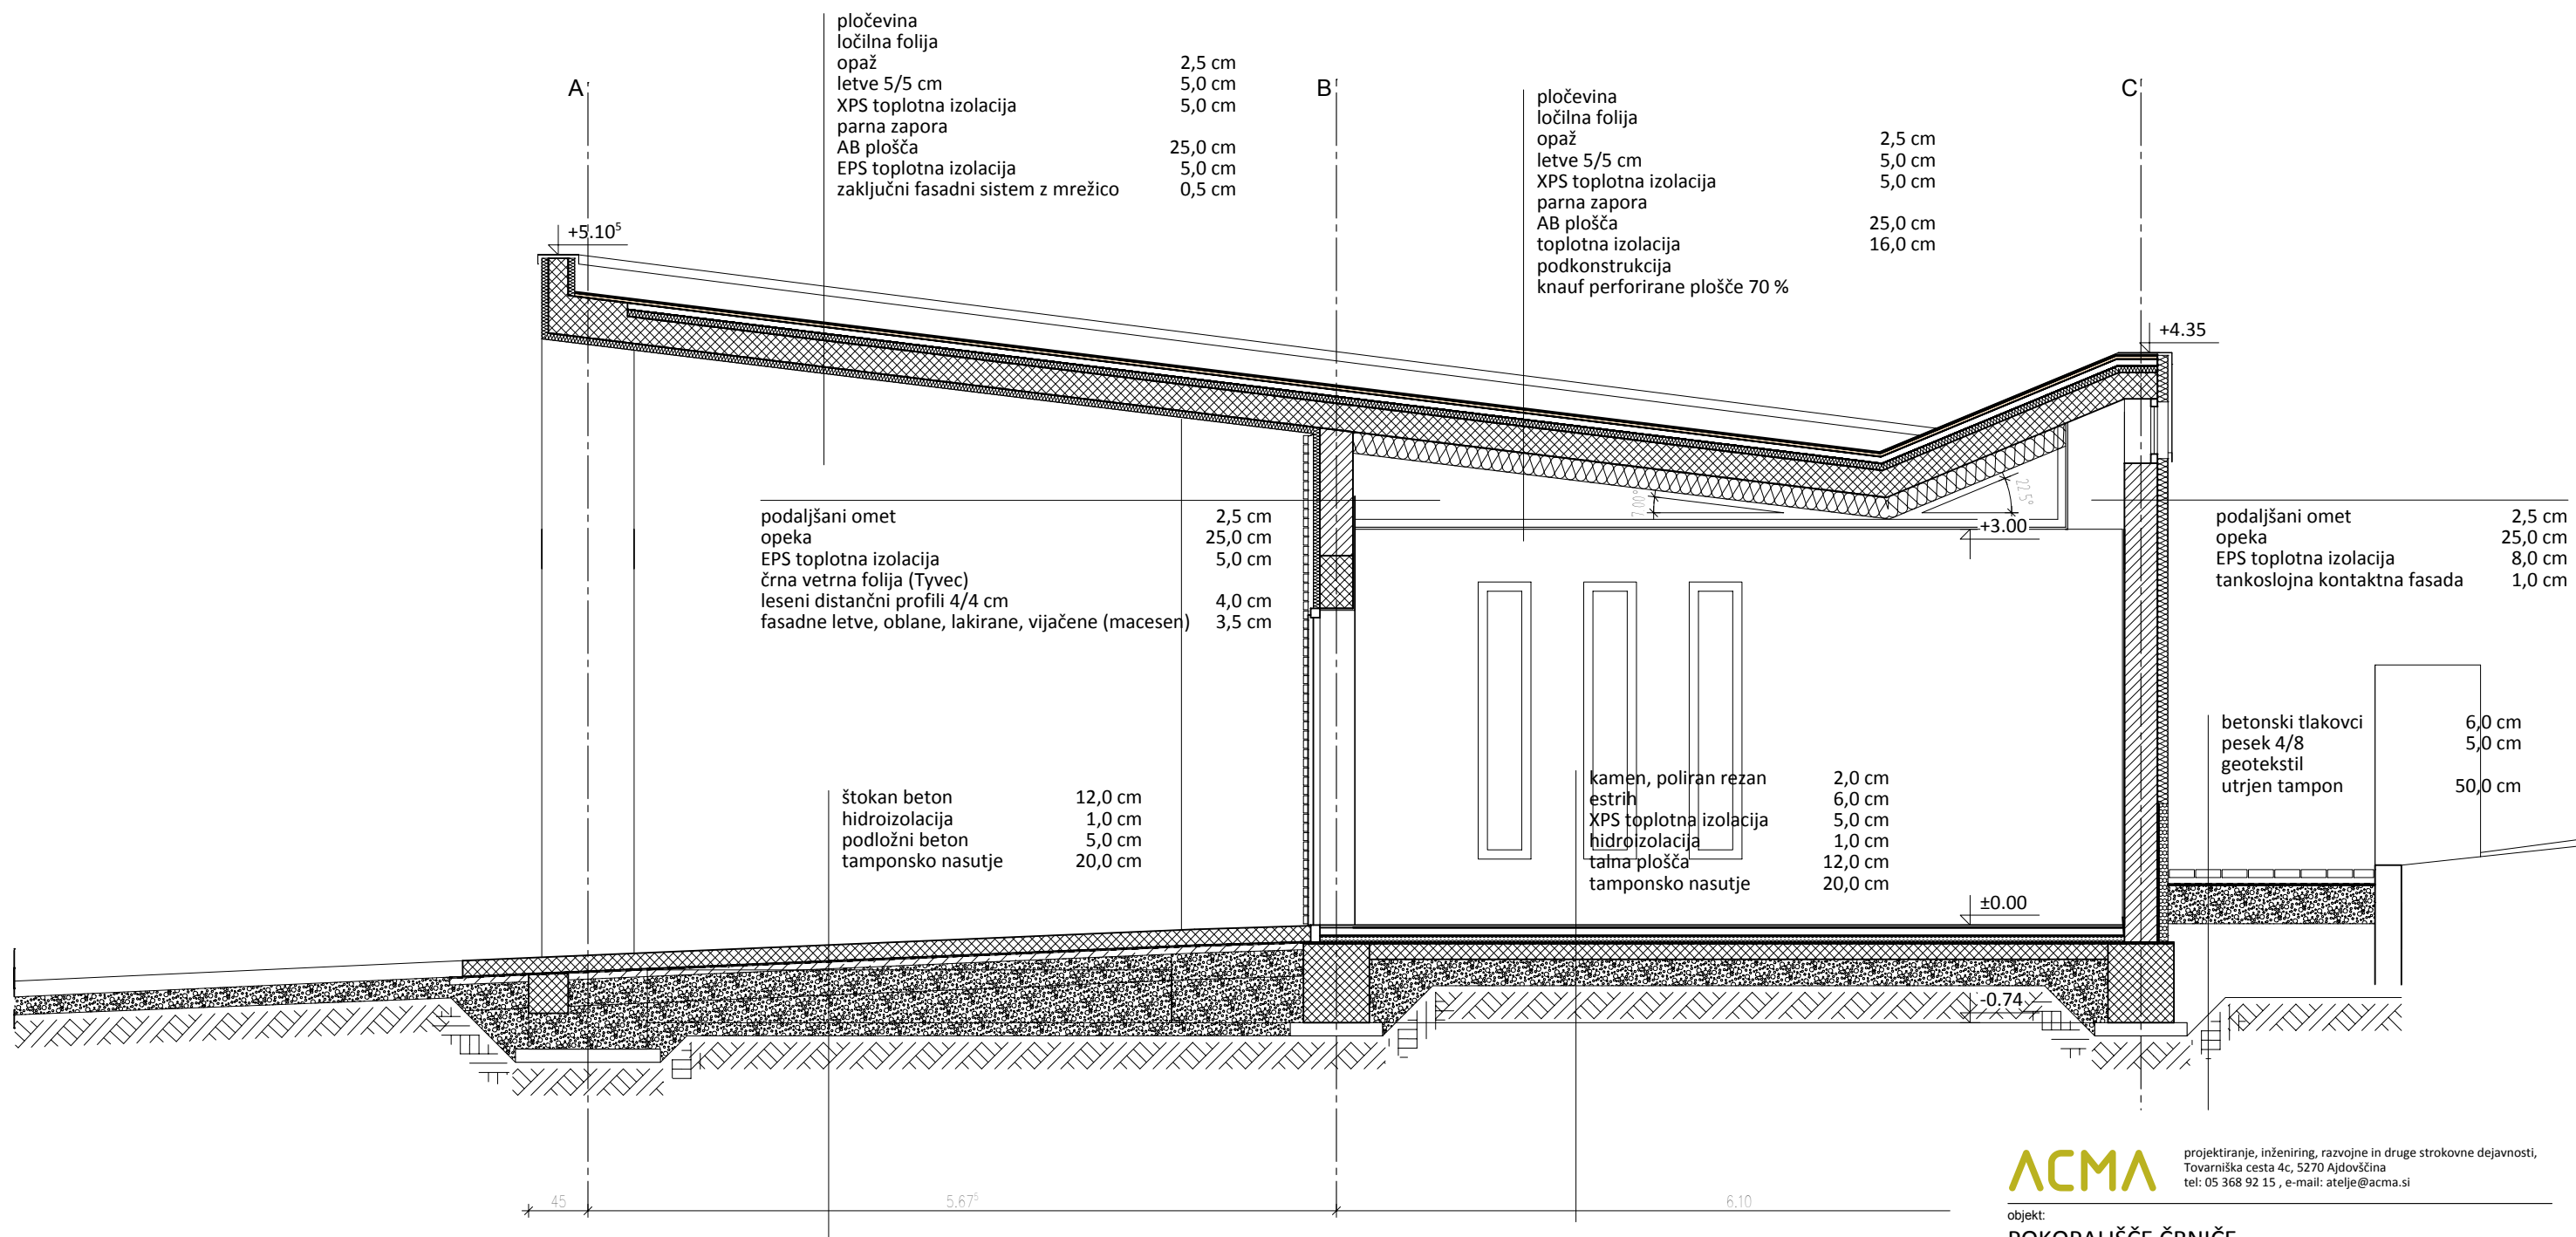 pločevina
ločilna folija
opaž 2,5 cm
letve 5/5 cm 5,0 cm
XPS toplotna izolacija 5,0 cm
parna zapora
AB plošča 25,0 cm
EPS toplotna izolacija 5,0 cm
zaključni fasadni sistem z mrežico 0,5 cm
A
B
C
pločevina
ločilna folija
opaž 2,5 cm
letve 5/5 cm 5,0 cm
XPS toplotna izolacija 5,0 cm
parna zapora
AB plošča 25,0 cm
toplotna izolacija 16,0 cm
podkonstrukcija
knauf perforirane plošče 70 %
+5.10⁵
+4.35
7.00°
22.5°
+3.00
podaljšani omet 2,5 cm
opeka 25,0 cm
EPS toplotna izolacija 5,0 cm
črna vetrna folija (Tyvec)
leseni distančni profili 4/4 cm 4,0 cm
fasadne letve, oblane, lakirane, vijačene (macesen) 3,5 cm
podaljšani omet 2,5 cm
opeka 25,0 cm
EPS toplotna izolacija 8,0 cm
tankoslojna kontaktna fasada 1,0 cm
betonski tlakovci 6,0 cm
pesek 4/8 5,0 cm
geotekstil
utrjen tampon 50,0 cm
štokan beton 12,0 cm
hidroizolacija 1,0 cm
podložni beton 5,0 cm
tamponsko nasutje 20,0 cm
kamen, poliran rezan 2,0 cm
estrih 6,0 cm
XPS toplotna izolacija 5,0 cm
hidroizolacija 1,0 cm
talna plošča 12,0 cm
tamponsko nasutje 20,0 cm
±0.00
-0.74
45
5.67⁵
6.10
ACMA
projektiranje, inženiring, razvojne in druge strokovne dejavnosti,
Tovarniška cesta 4c, 5270 Ajdovščina
tel: 05 368 92 15 , e-mail: atelje@acma.si
objekt:
POKOPALIŠČE ČRNIČE